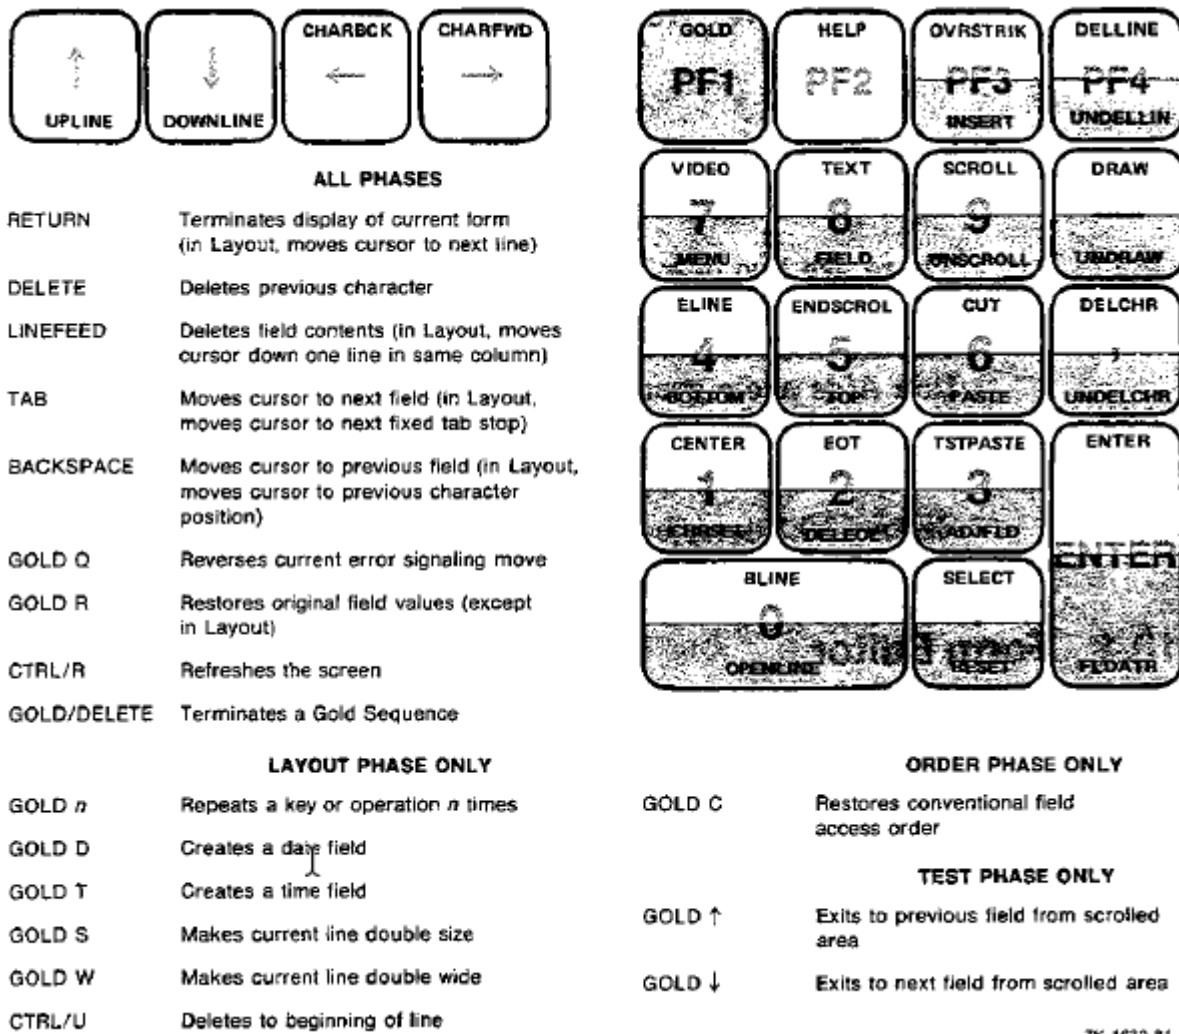 UPLINE DOWNLINE CHARBCK CHARFWD
ALL PHASES
RETURN Terminates display of current form
(in Layout, moves cursor to next line)
DELETE Deletes previous character
LINEFEED Deletes field contents (in Layout, moves
cursor down one line in same column)
TAB Moves cursor to next field (in Layout,
moves cursor to next fixed tab stop)
BACKSPACE Moves cursor to previous field (in Layout,
moves cursor to previous character
position)
GOLD Q Reverses current error signaling move
GOLD R Restores original field values (except
in Layout)
CTRL/R Refreshes the screen
GOLD/DELETE Terminates a Gold Sequence
LAYOUT PHASE ONLY
GOLD n Repeats a key or operation n times
GOLD D Creates a date field
GOLD T Creates a time field
GOLD S Makes current line double size
GOLD W Makes current line double wide
CTRL/U Deletes to beginning of line
GOLD HELP OVRSTRIK DELLINE
PF1 PF2 PF3 PF4
INSERT UNDELLIN
VIDEO TEXT SCROLL DRAW
7 8 9 —
MENU FIELD UNSCROLL UNDRAW
ELINE ENDSCROL CUT DELCHR
4 5 6 ,
BOTTOM TOP PASTE UNDELCHR
CENTER EOT TSTPASTE ENTER
1 2 3
ADJFLD
ENTER
BLINE SELECT
0 .
OPENLINE RESET FLDATR
ORDER PHASE ONLY
GOLD C Restores conventional field
access order
TEST PHASE ONLY
GOLD ↑ Exits to previous field from scrolled
area
GOLD ↓ Exits to next field from scrolled area